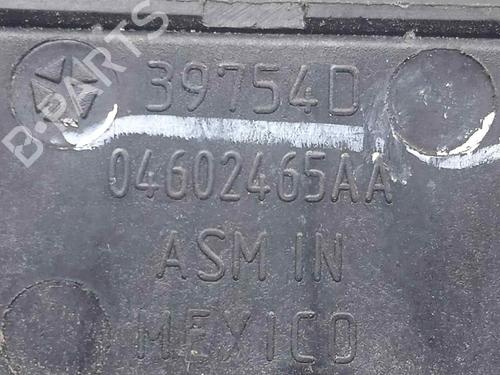 B-PARTS
39754D
04602465AA
ASM IN
MEXICO